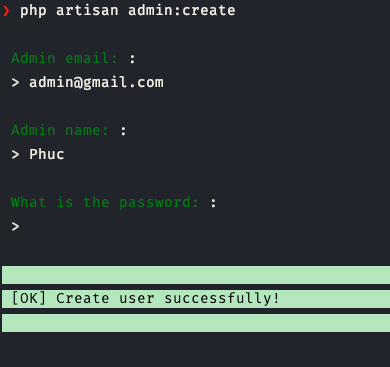 ❯ php artisan admin:create
Admin email: :
> admin@gmail.com
Admin name: :
> Phuc
What is the password: :
>
[OK] Create user successfully!